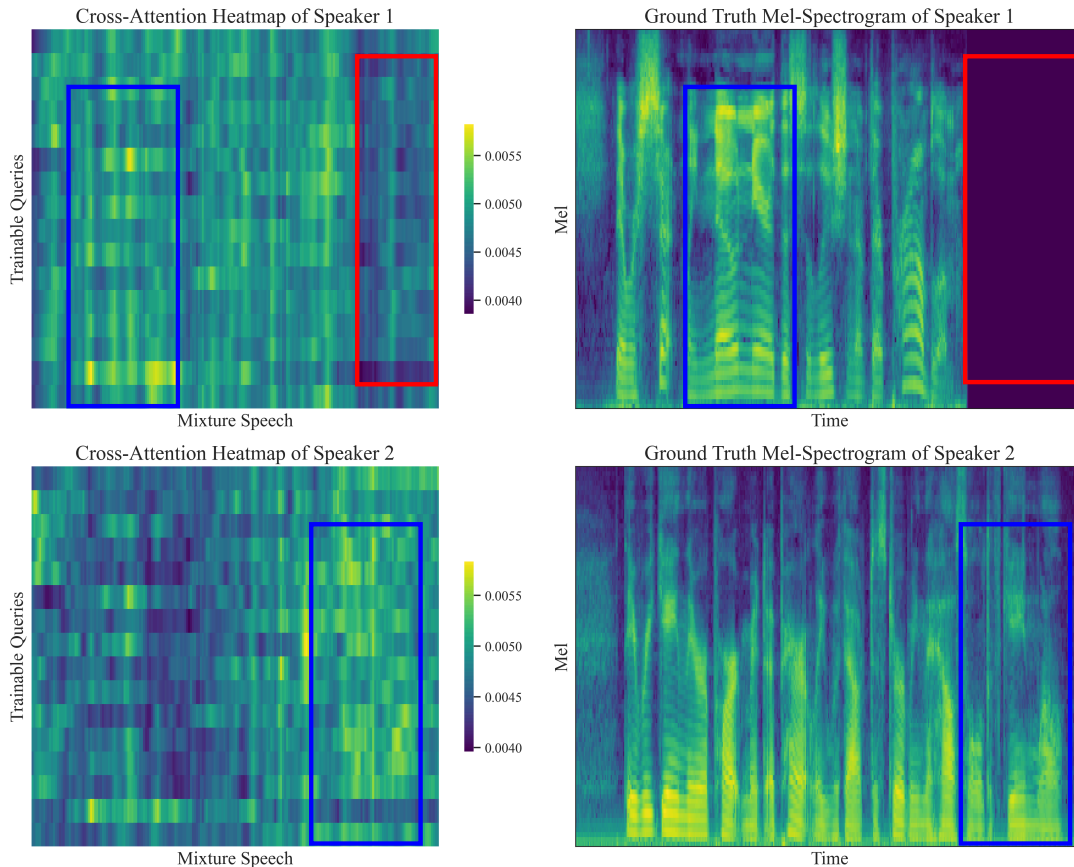 Cross-Attention Heatmap of Speaker 1
Trainable Queries
Mixture Speech
0.0055
0.0050
0.0045
0.0040
Ground Truth Mel-Spectrogram of Speaker 1
Mel
Time
Cross-Attention Heatmap of Speaker 2
Trainable Queries
Mixture Speech
0.0055
0.0050
0.0045
0.0040
Ground Truth Mel-Spectrogram of Speaker 2
Mel
Time